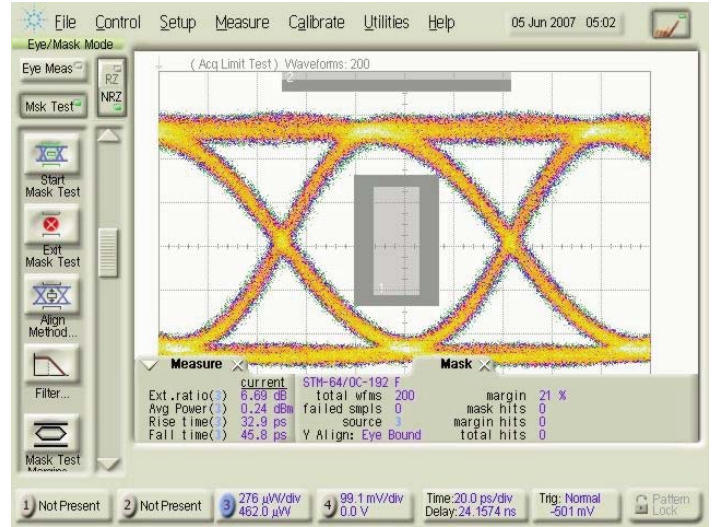 File Control Setup Measure Calibrate Utilities Help 05 Jun 2007 05:02
Eye/Mask Mode
Eye Meas
RZ
NRZ
Msk Test
( Acq Limit Test ) Waveforms: 200
2
Start
Mask Test
Exit
Mask Test
Align
Method...
Filter...
Mask Test
1
Measure
current
Ext.ratio(3) 6.69 dB
Avg Power(3) 0.24 dBm
Rise time(3) 32.9 ps
Fall time(3) 45.8 ps
Mask
STM-64/OC-192 F
total wfms 200 margin 21 %
failed smpls 0 mask hits 0
source 3 margin hits 0
Y Align: Eye Bound total hits 0
1) Not Present
2) Not Present
3) 276 µW/div
462.0 µW
4) 99.1 mV/div
0.0 V
Time:20.0 ps/div
Delay:24.1574 ns
Trig: Normal
-501 mV
Pattern
Lock